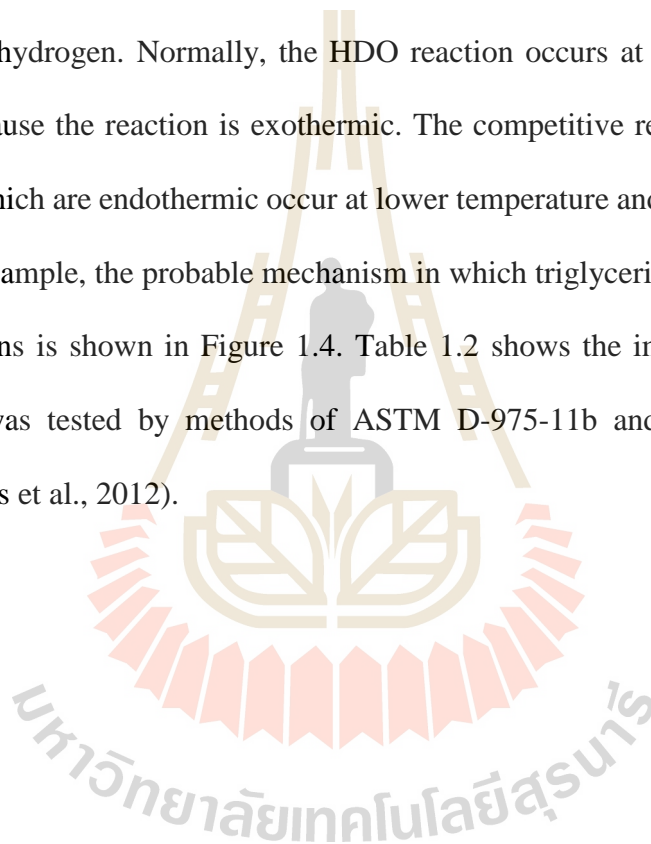 hydrogen. Normally, the HDO reaction occurs at
ause the reaction is exothermic. The competitive re
hich are endothermic occur at lower temperature and
ample, the probable mechanism in which triglyceri
ns is shown in Figure 1.4. Table 1.2 shows the in
was tested by methods of ASTM D-975-11b and
s et al., 2012).
มหาวิทยาลัยเทคโนโลยีสุรนารี